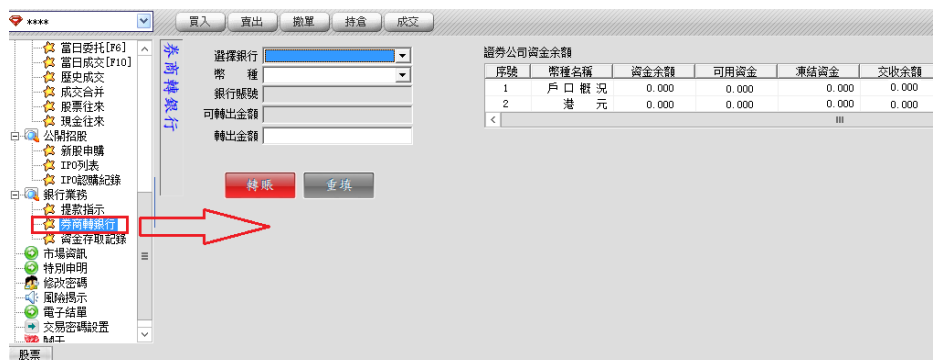 ****
買入 賣出 撤單 持倉 成交
當日委托[F6]
當日成交[F10]
歷史成交
成交合并
股票往來
現金往來
公開招股
新股申購
IPO列表
IPO認購紀錄
銀行業務
提款指示
券商轉銀行
資金存取記錄
市場資訊
特別申明
修改密碼
風險揭示
電子結單
交易密碼設置
股票
券商轉銀行
選擇銀行
幣 種
銀行賬號
可轉出金額
轉出金額
轉賬 重填
證券公司資金余額
序號 幣種名稱 資金余額 可用資金 凍結資金 交收余額
1 戶口概況 0.000 0.000 0.000 0.000
2 港 元 0.000 0.000 0.000 0.000